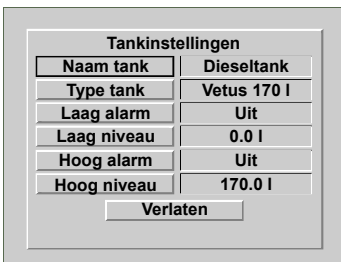 Tankinstellingen
Naam tank Dieseltank
Type tank Vetus 170 l
Laag alarm Uit
Laag niveau 0.0 l
Hoog alarm Uit
Hoog niveau 170.0 l
Verlaten